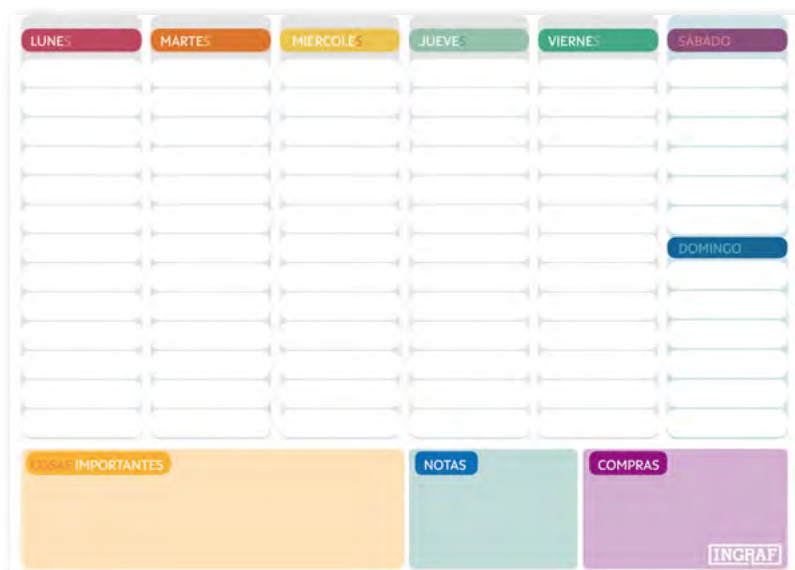 LUNES
MARTES
MIERCOLES
JUEVES
VIERNES
SÁBADO
DOMINGO
COSAS IMPORTANTES
NOTAS
COMPRAS
INGRAF